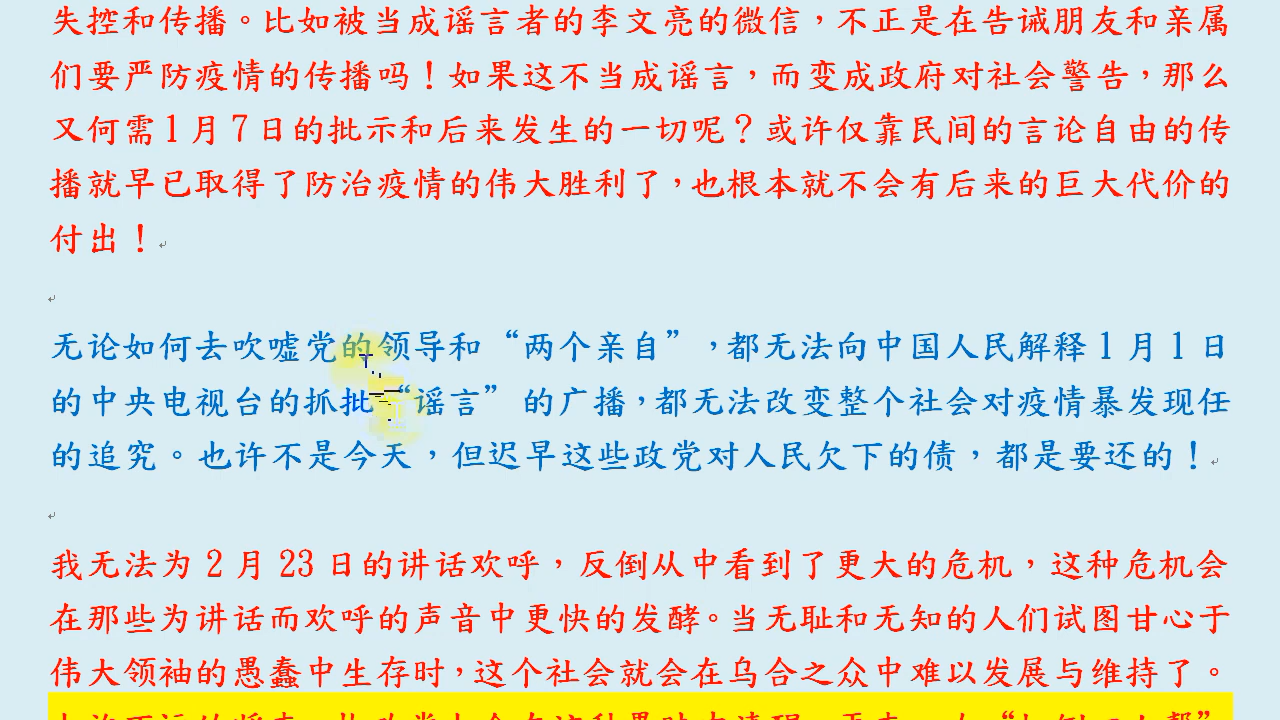 失控和传播。比如被当成谣言者的李文亮的微信，不正是在告诫朋友和亲属
们要严防疫情的传播吗！如果这不当成谣言，而变成政府对社会警告，那么
又何需1月7日的批示和后来发生的一切呢？或许仅靠民间的言论自由的传
播就早已取得了防治疫情的伟大胜利了，也根本就不会有后来的巨大代价的
付出！
无论如何去吹嘘党的领导和“两个亲自”，都无法向中国人民解释1月1日
的中央电视台的抓批“谣言”的广播，都无法改变整个社会对疫情暴发现任
的追究。也许不是今天，但迟早这些政党对人民欠下的债，都是要还的！
我无法为2月23日的讲话欢呼，反倒从中看到了更大的危机，这种危机会
在那些为讲话而欢呼的声音中更快的发酵。当无耻和无知的人们试图甘心于
伟大领袖的愚蠢中生存时，这个社会就会在乌合之众中难以发展与维持了。